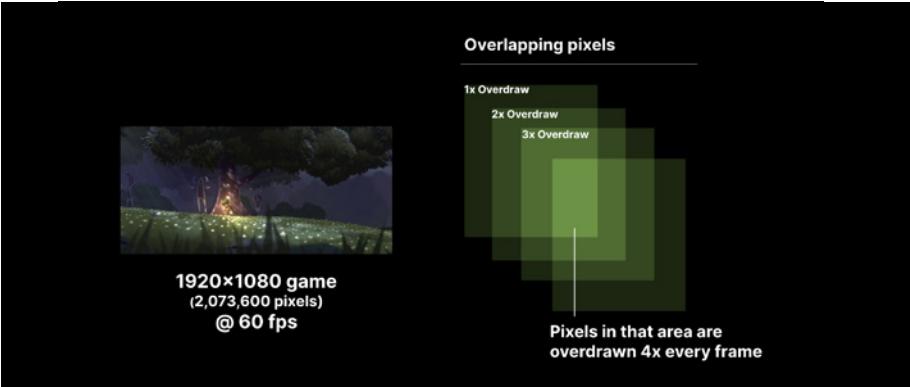 Overlapping pixels
1x Overdraw
2x Overdraw
3x Overdraw
1920×1080 game
(2,073,600 pixels)
@ 60 fps
Pixels in that area are
overdrawn 4x every frame